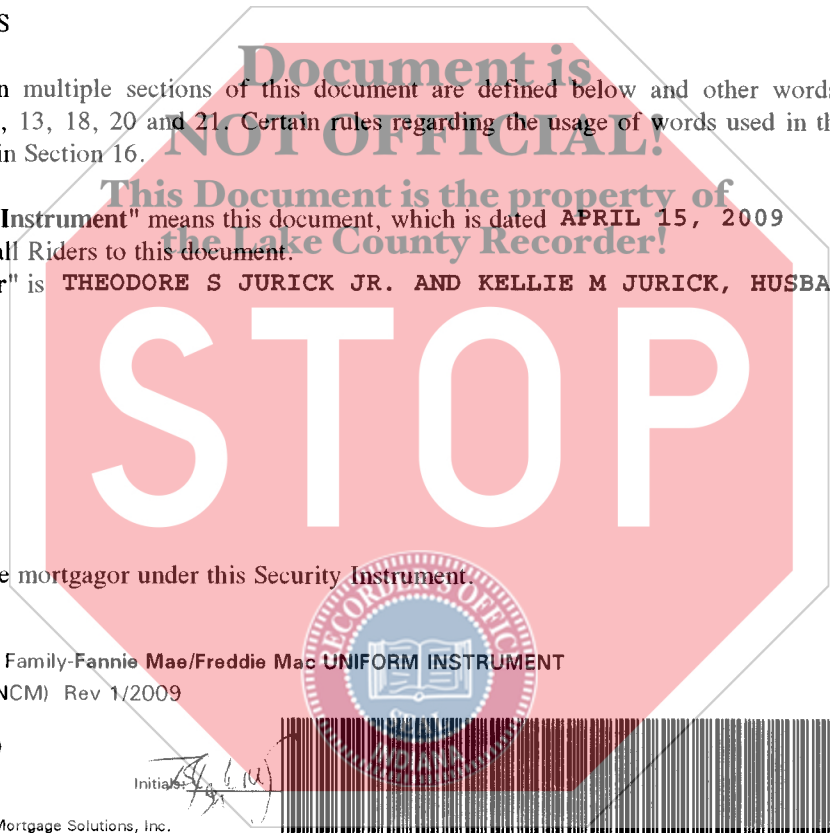 S
Document is
n multiple sections of this document are defined below and other words
, 13, 18, 20 and 21. Certain rules regarding the usage of words used in th
NOT OFFICIAL!
in Section 16.
This Document is the property of
Instrument" means this document, which is dated APRIL 15, 2009
the Lake County Recorder!
all Riders to this document.
r" is THEODORE S JURICK JR. AND KELLIE M JURICK, HUSBA
STOP
e mortgagor under this Security Instrument.
RECORDER'S OFFICE
SEAL
INDIANA
Family-Fannie Mae/Freddie Mac UNIFORM INSTRUMENT
NCM) Rev 1/2009
Initials:
Mortgage Solutions, Inc.